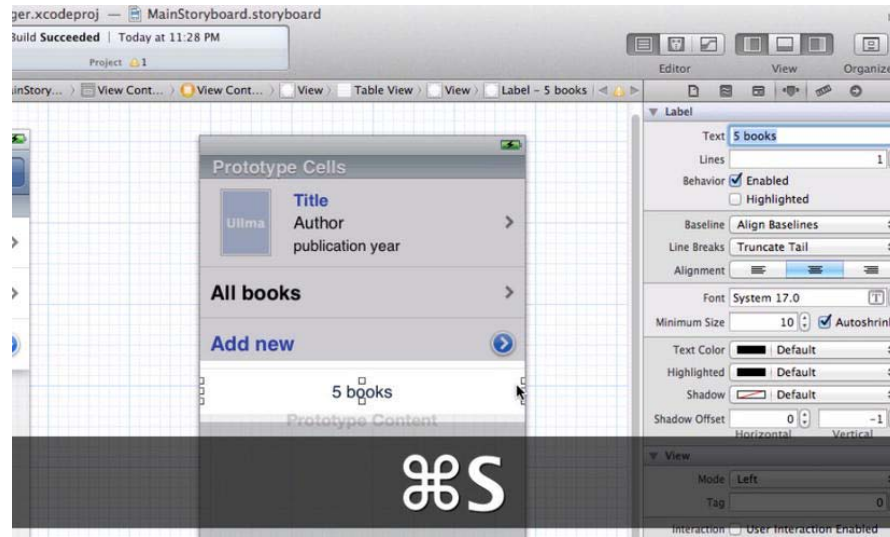 ger.xcodeproj — MainStoryboard.storyboard
Build Succeeded | Today at 11:28 PM
Project 1
Editor View Organize
inStory... View Cont... View Cont... View Table View View Label – 5 books
Label
Text 5 books
Lines 1
Behavior Enabled
Highlighted
Baseline Align Baselines
Line Breaks Truncate Tail
Alignment
Font System 17.0 T
Minimum Size 10 Autoshrin
Text Color Default
Highlighted Default
Shadow Default
Shadow Offset 0 -1
Horizontal Vertical
View
Mode Left
Tag 0
Interaction User Interaction Enabled
Prototype Cells
Ullma
Title
Author
publication year
All books
Add new
5 books
Prototype Content
⌘S